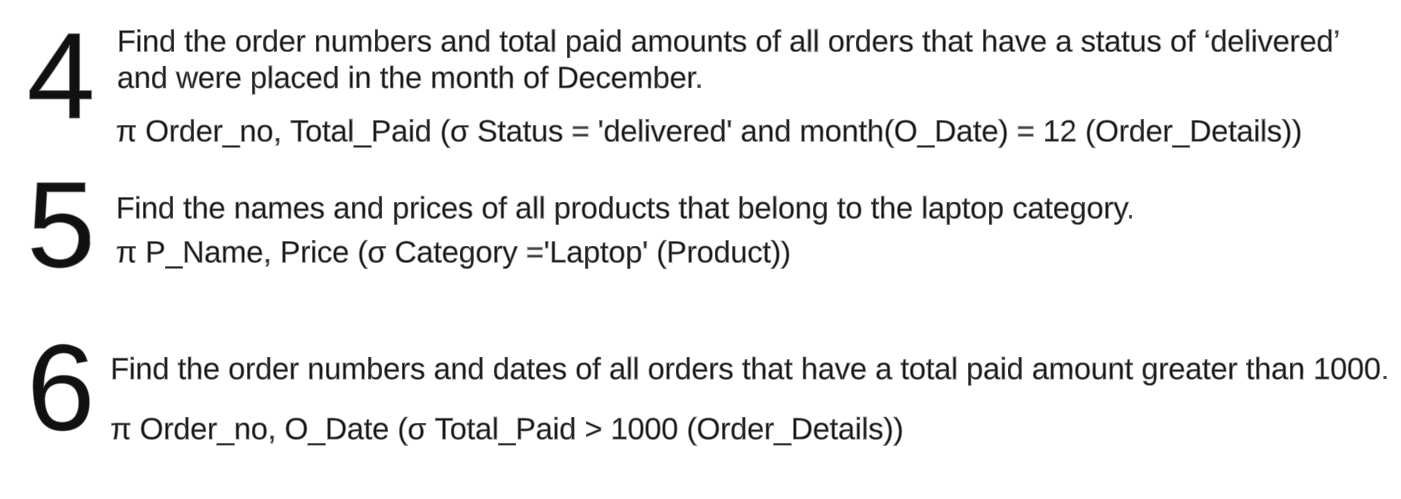 4
Find the order numbers and total paid amounts of all orders that have a status of ‘delivered’
and were placed in the month of December.
π Order_no, Total_Paid (σ Status = 'delivered' and month(O_Date) = 12 (Order_Details))
5
Find the names and prices of all products that belong to the laptop category.
π P_Name, Price (σ Category ='Laptop' (Product))
6
Find the order numbers and dates of all orders that have a total paid amount greater than 1000.
π Order_no, O_Date (σ Total_Paid > 1000 (Order_Details))